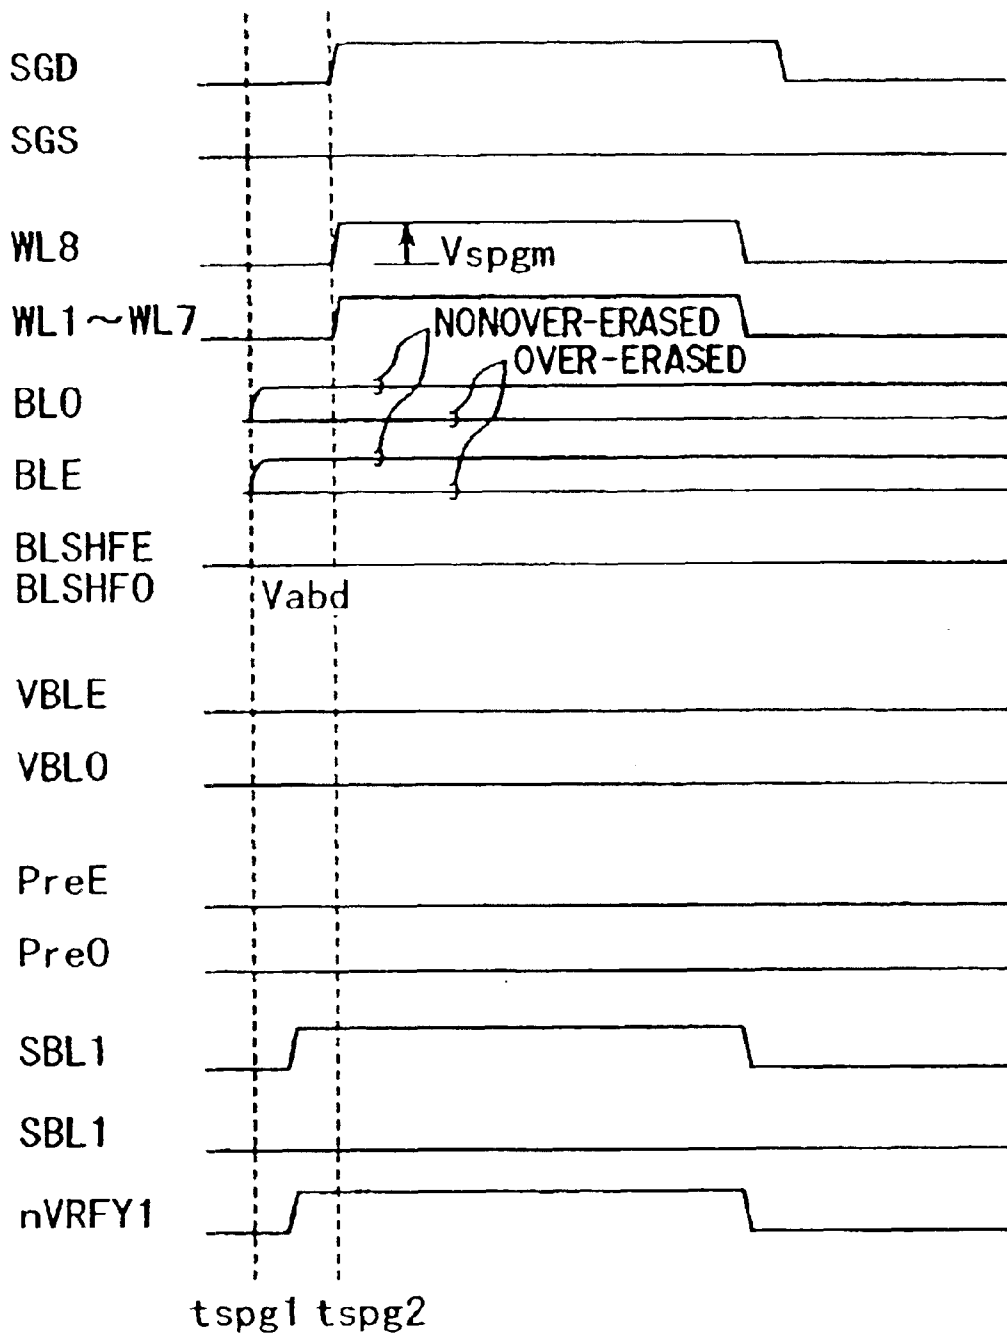 SGD
SGS
WL8
Vspgm
WL1~WL7
NONOVER-ERASED
OVER-ERASED
BLO
BLE
BLSHFE
BLSHFO
Vabd
VBLE
VBLO
PreE
PreO
SBL1
SBL1
nVRFY1
tspg1 tspg2